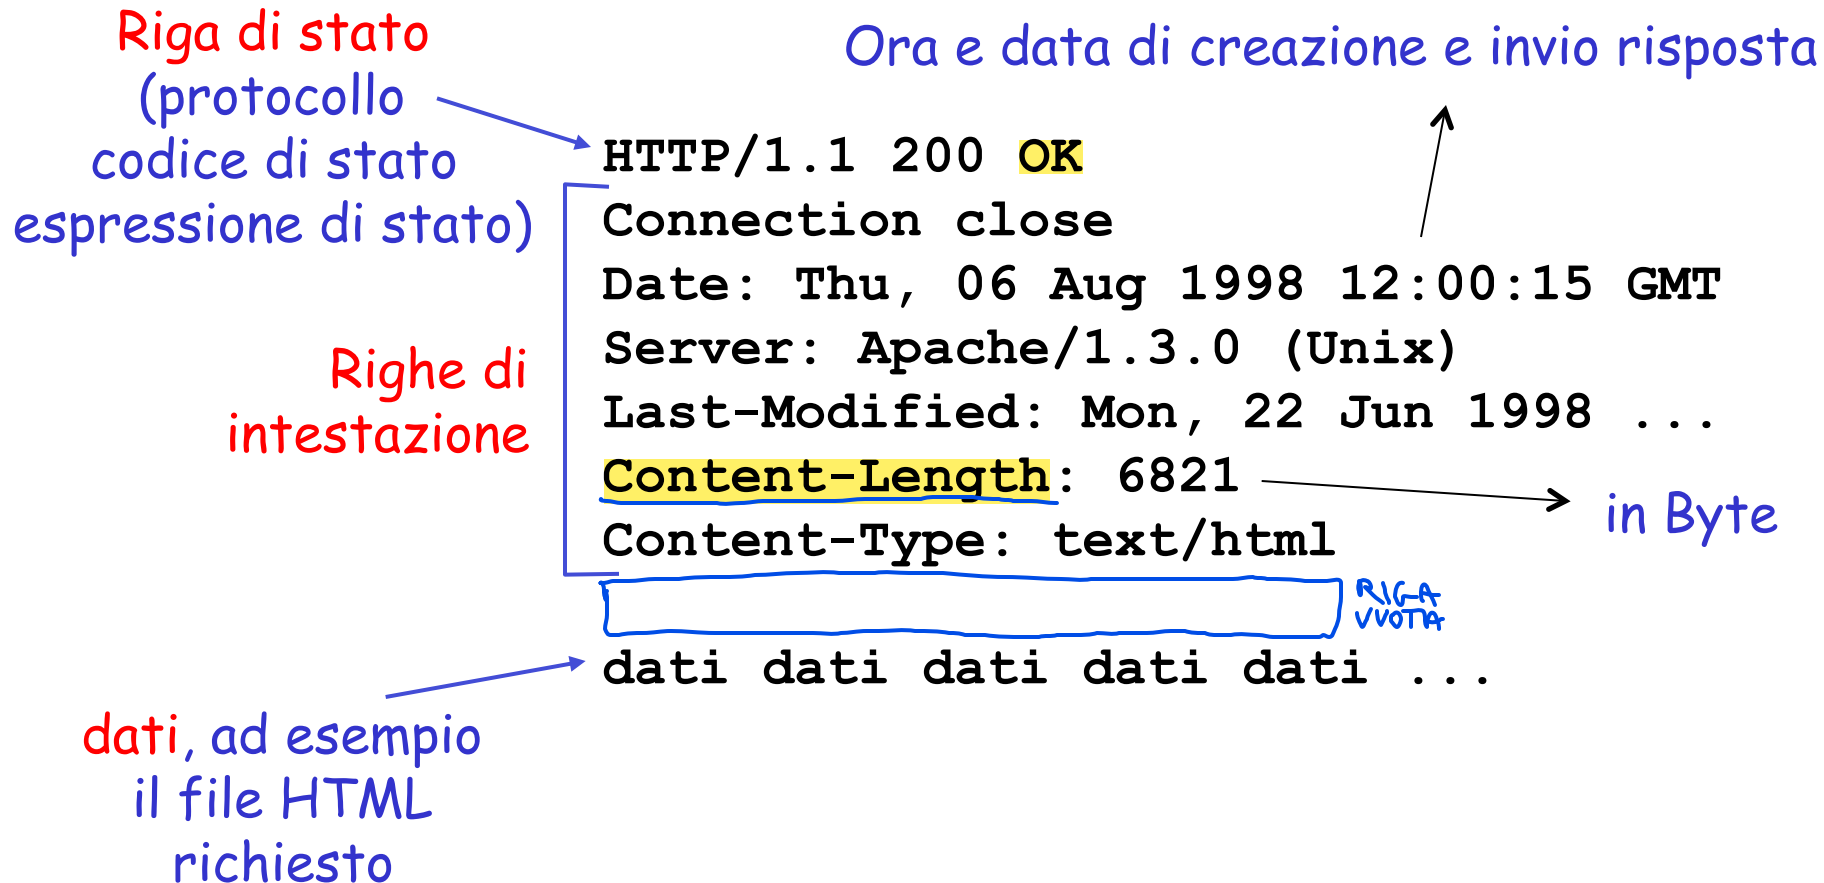 Riga di stato
(protocollo
codice di stato
espressione di stato)
Ora e data di creazione e invio risposta
HTTP/1.1 200 OK
Connection close
Date: Thu, 06 Aug 1998 12:00:15 GMT
Server: Apache/1.3.0 (Unix)
Last-Modified: Mon, 22 Jun 1998 ...
Content-Length: 6821
in Byte
Content-Type: text/html
Righe di
intestazione
RIGA
VUOTA
dati dati dati dati dati ...
dati, ad esempio
il file HTML
richiesto